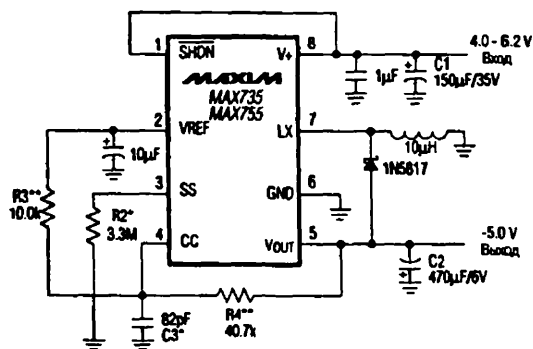 1 SHDN V+ 8
4.0 - 6.2 V
Вход
MAXIM
MAX735
MAX755
1µF
C1
150µF/35V
2 VREF LX 7
10µF
10µH
1N5817
R3**
10.0k
3 SS GND 6
R2*
3.3M
4 CC VOUT 5
-5.0 V
Выход
C2
470µF/6V
82pF
C3*
R4**
40.7k